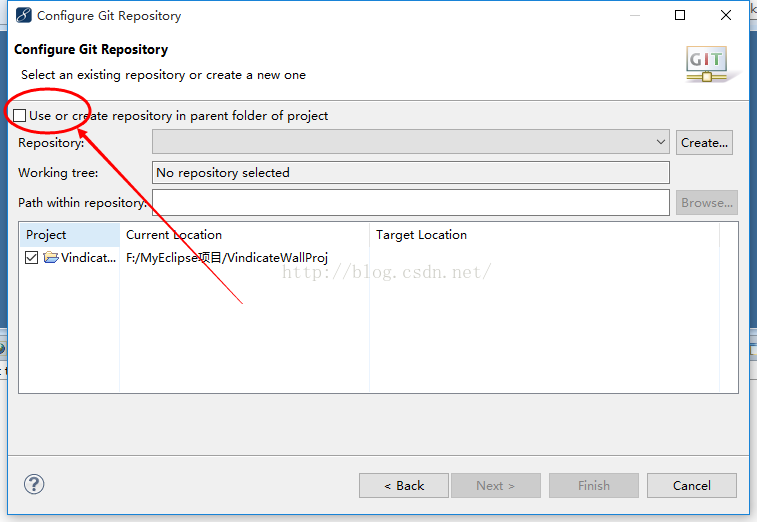 Configure Git Repository
Configure Git Repository
Select an existing repository or create a new one
GIT
Use or create repository in parent folder of project
Repository: Create...
Working tree: No repository selected
Path within repository: Browse...
Project Current Location Target Location
Vindicat... F:/MyEclipse项目/VindicateWallProj
http://blog.csdn.net/
? < Back Next > Finish Cancel